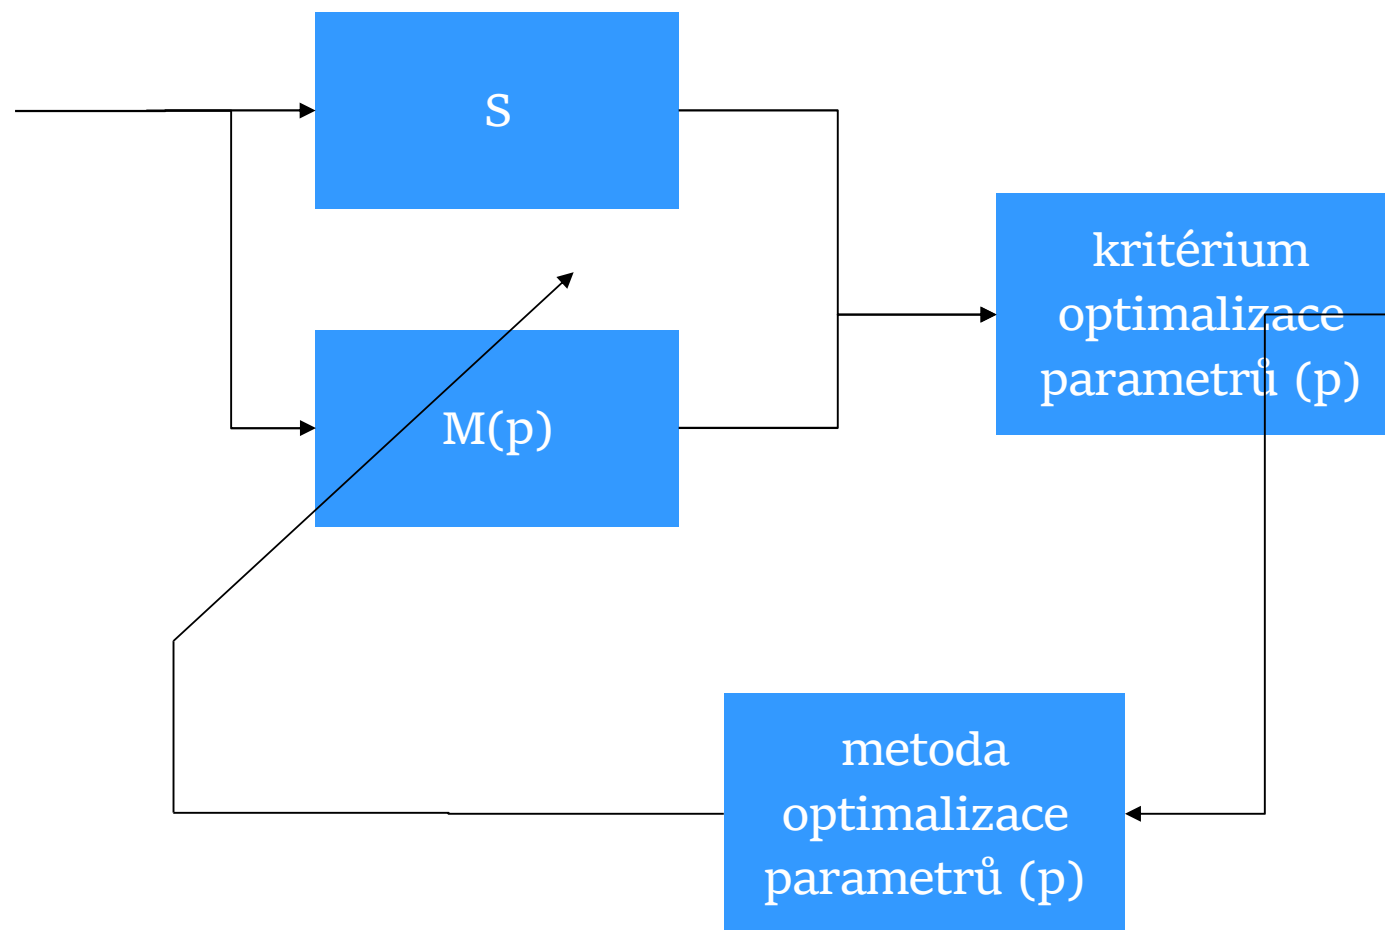 S
kritérium
optimalizace
parametrů (p)
M(p)
metoda
optimalizace
parametrů (p)